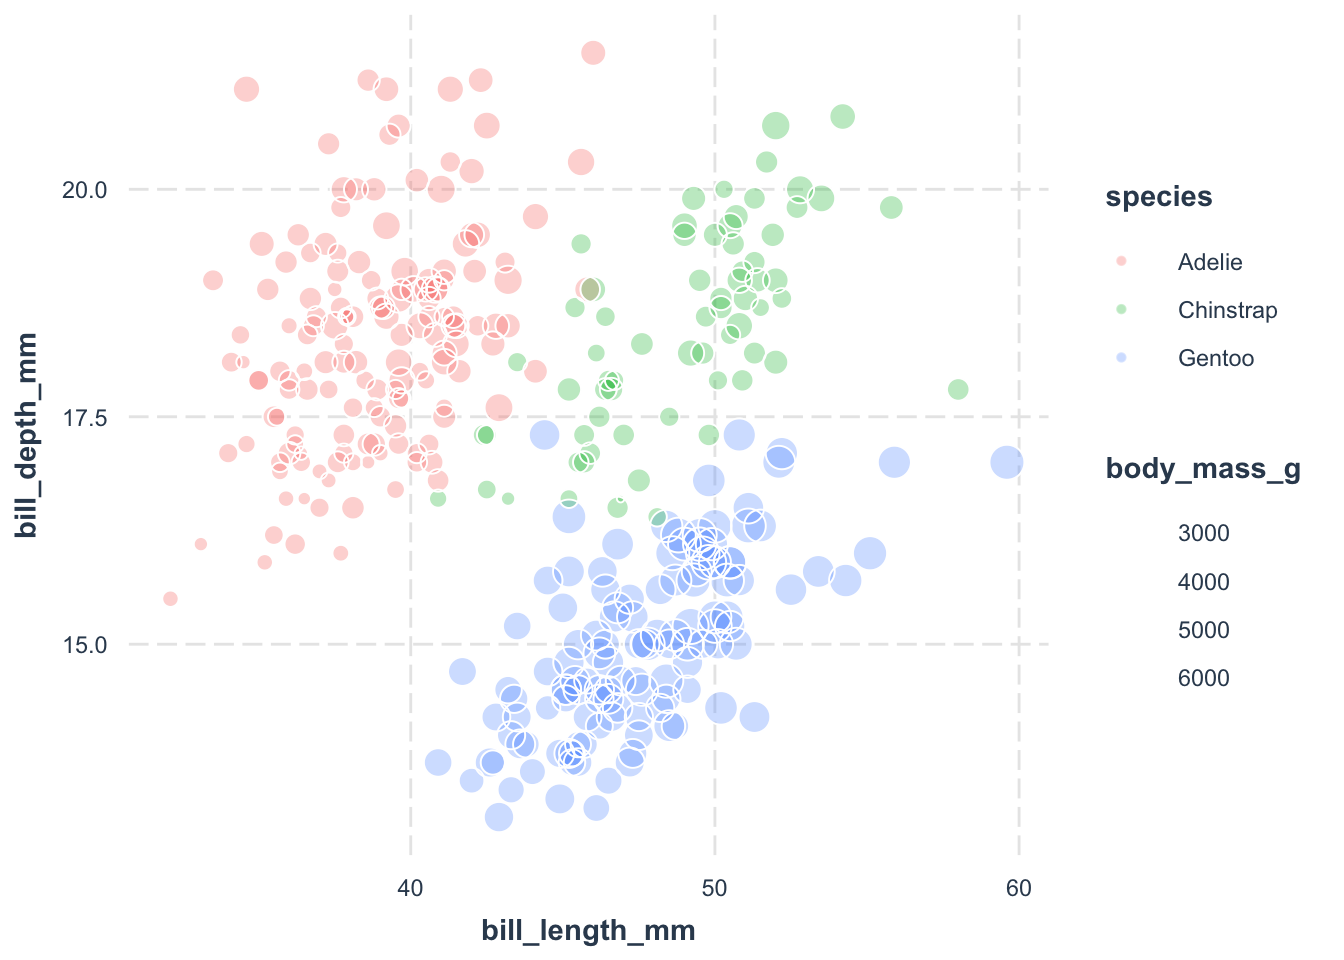 20.0
17.5
15.0
bill_depth_mm
40
50
60
bill_length_mm
species
Adelie
Chinstrap
Gentoo
body_mass_g
3000
4000
5000
6000